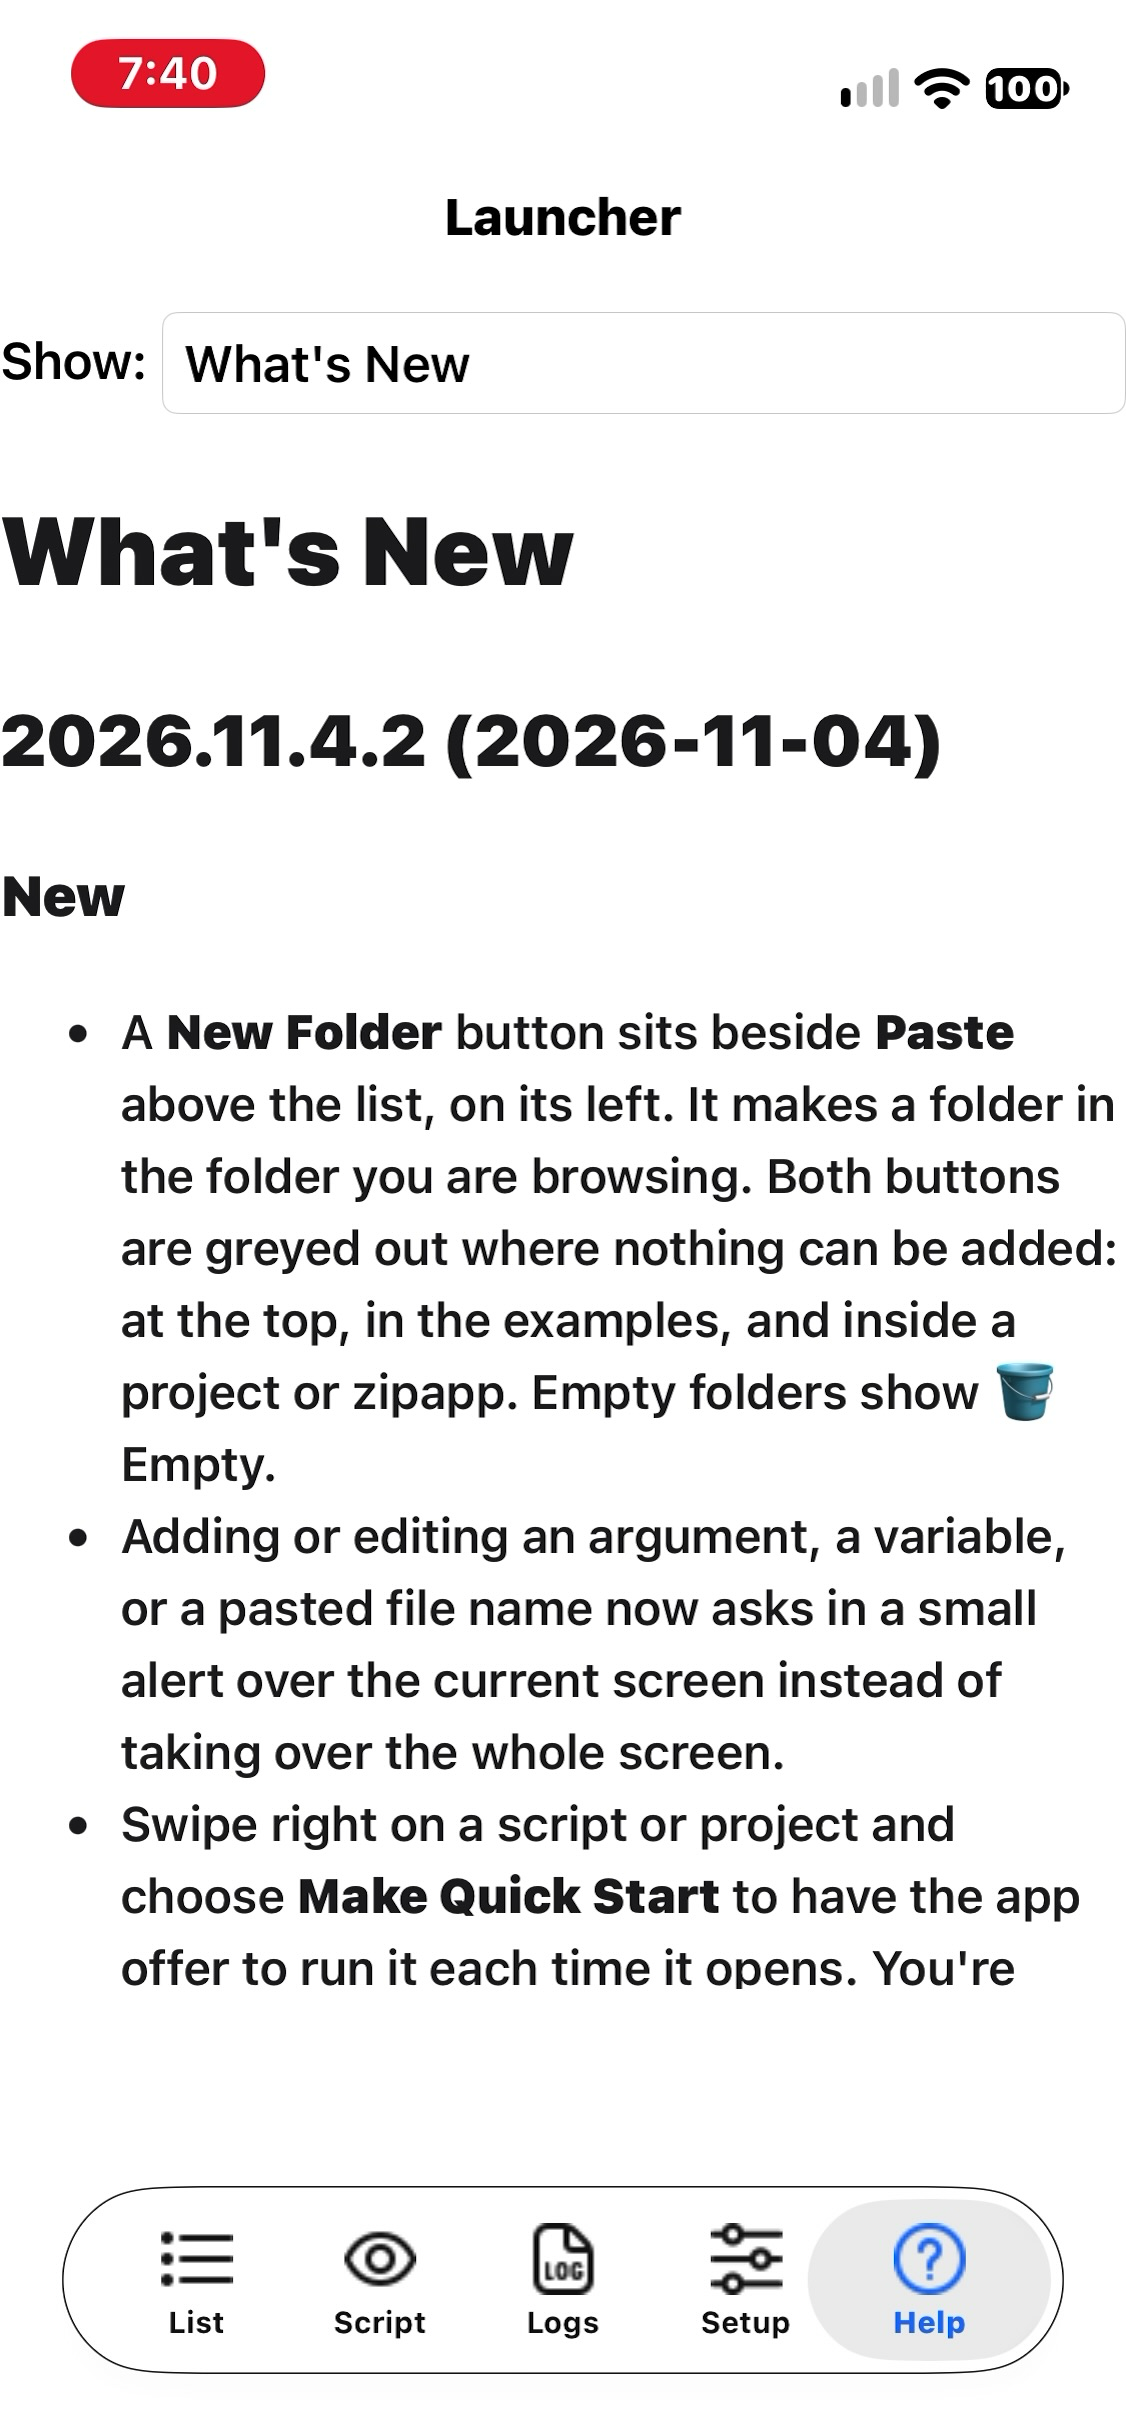 7:40
100
Launcher
Show:
What's New
What's New
2026.11.4.2 (2026-11-04)
New
• A New Folder button sits beside Paste
above the list, on its left. It makes a folder in
the folder you are browsing. Both buttons
are greyed out where nothing can be added:
at the top, in the examples, and inside a
project or zipapp. Empty folders show 🪣
Empty.
• Adding or editing an argument, a variable,
or a pasted file name now asks in a small
alert over the current screen instead of
taking over the whole screen.
• Swipe right on a script or project and
choose Make Quick Start to have the app
offer to run it each time it opens. You're
LOG
List
Script
Logs
Setup
Help